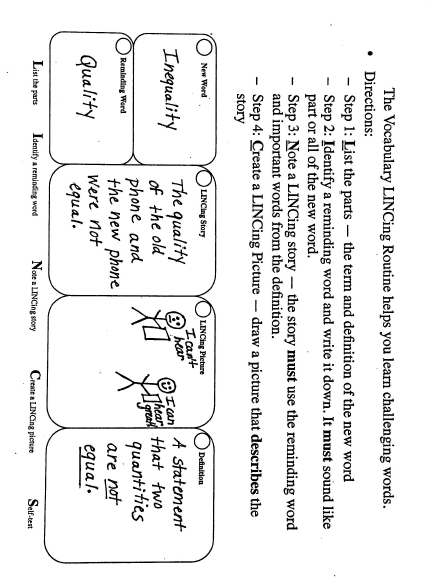 The Vocabulary LINCing Routine helps you learn challenging words.
• Directions:
– Step 1: List the parts — the term and definition of the new word
– Step 2: Identify a reminding word and write it down. It must sound like
part or all of the new word.
– Step 3: Note a LINCing story – the story must use the reminding word
and important words from the definition.
– Step 4: Create a LINCing Picture – draw a picture that describes the
story
New Word
Inequality
Reminding Word
Quality
LINCing Story
The quality
of the old
phone and
the new phone
were not
equal.
LINCing Picture
I can't
hear
I can
hear
great
Definition
A statement
that two
quantities
are not
equal.
List the parts
Identify a reminding word
Note a LINCing story
Create a LINCing picture
Self-test